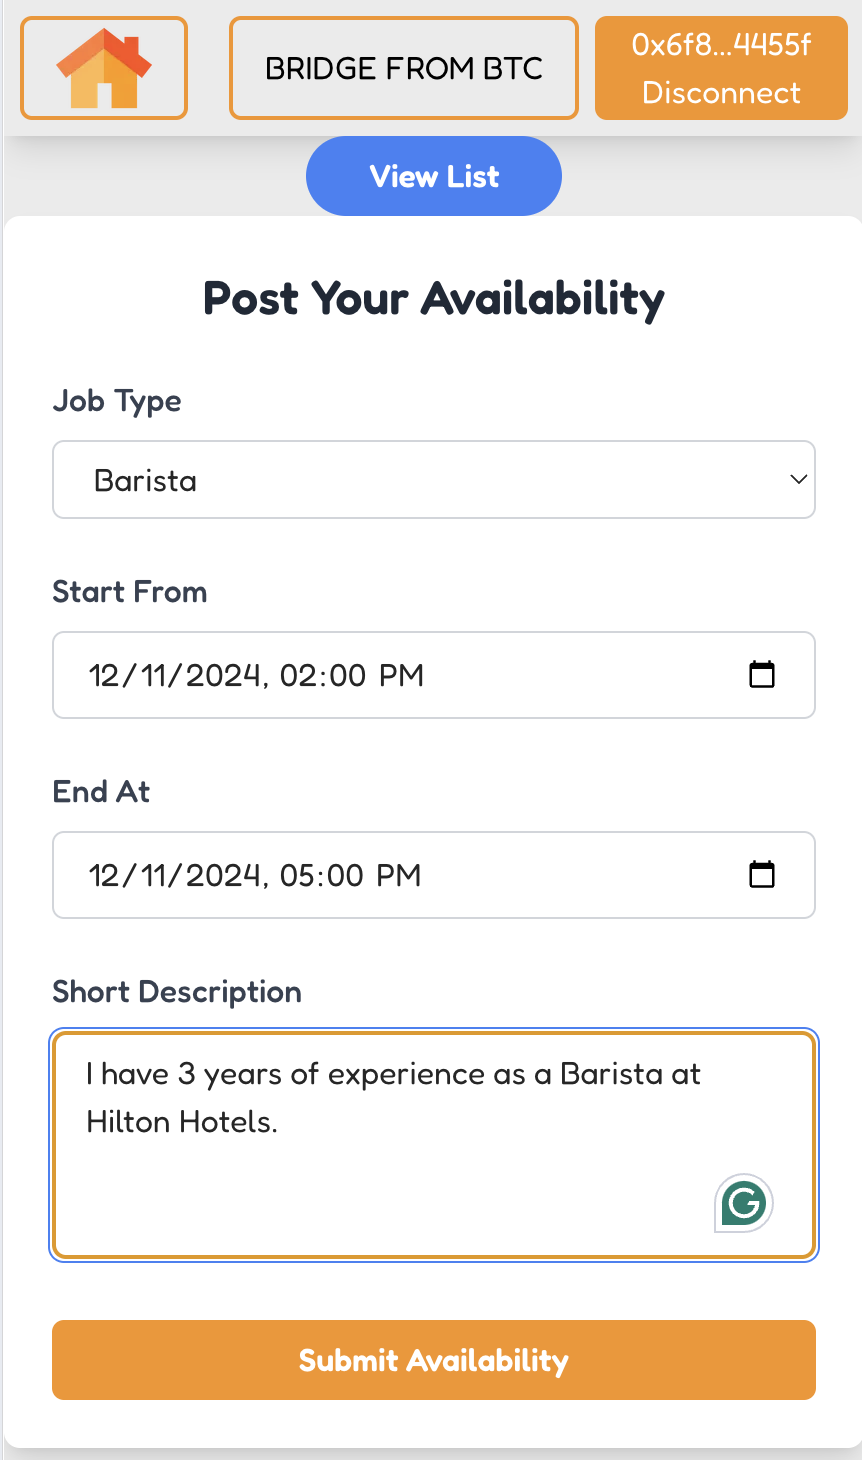 BRIDGE FROM BTC
0x6f8...4455f
Disconnect
View List
Post Your Availability
Job Type
Barista
Start From
12/11/2024, 02:00 PM
End At
12/11/2024, 05:00 PM
Short Description
I have 3 years of experience as a Barista at
Hilton Hotels.
G
Submit Availability